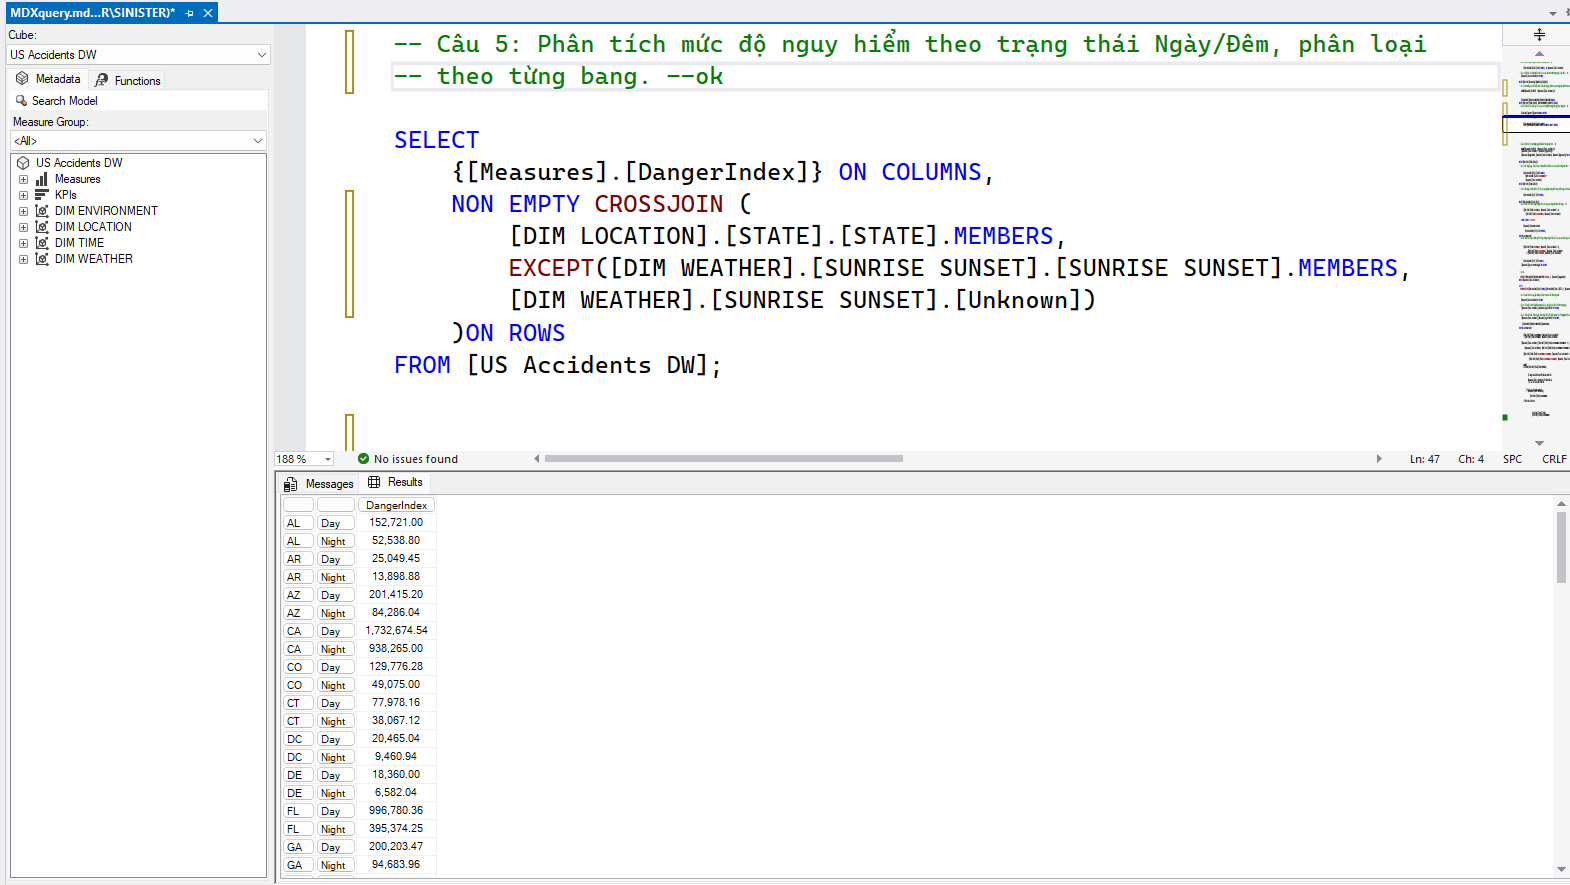 MDXquery.md...R\SINISTER)*
Cube:
US Accidents DW
Metadata
Functions
Search Model
Measure Group:
<All>
US Accidents DW
Measures
KPIs
DIM ENVIRONMENT
DIM LOCATION
DIM TIME
DIM WEATHER
-- Câu 5: Phân tích mức độ nguy hiểm theo trạng thái Ngày/Đêm, phân loại
-- theo từng bang. --ok
SELECT
{[Measures].[DangerIndex]} ON COLUMNS,
NON EMPTY CROSSJOIN (
[DIM LOCATION].[STATE].[STATE].MEMBERS,
EXCEPT([DIM WEATHER].[SUNRISE SUNSET].[SUNRISE SUNSET].MEMBERS,
[DIM WEATHER].[SUNRISE SUNSET].[Unknown])
)ON ROWS
FROM [US Accidents DW];
188 %
No issues found
Ln: 47 Ch: 4 SPC CRLF
Messages
Results
DangerIndex
AL Day 152,721.00
AL Night 52,538.80
AR Day 25,049.45
AR Night 13,898.88
AZ Day 201,415.20
AZ Night 84,286.04
CA Day 1,732,674.54
CA Night 938,265.00
CO Day 129,776.28
CO Night 49,075.00
CT Day 77,978.16
CT Night 38,067.12
DC Day 20,465.04
DC Night 9,460.94
DE Day 18,360.00
DE Night 6,582.04
FL Day 996,780.36
FL Night 395,374.25
GA Day 200,203.47
GA Night 94,683.96